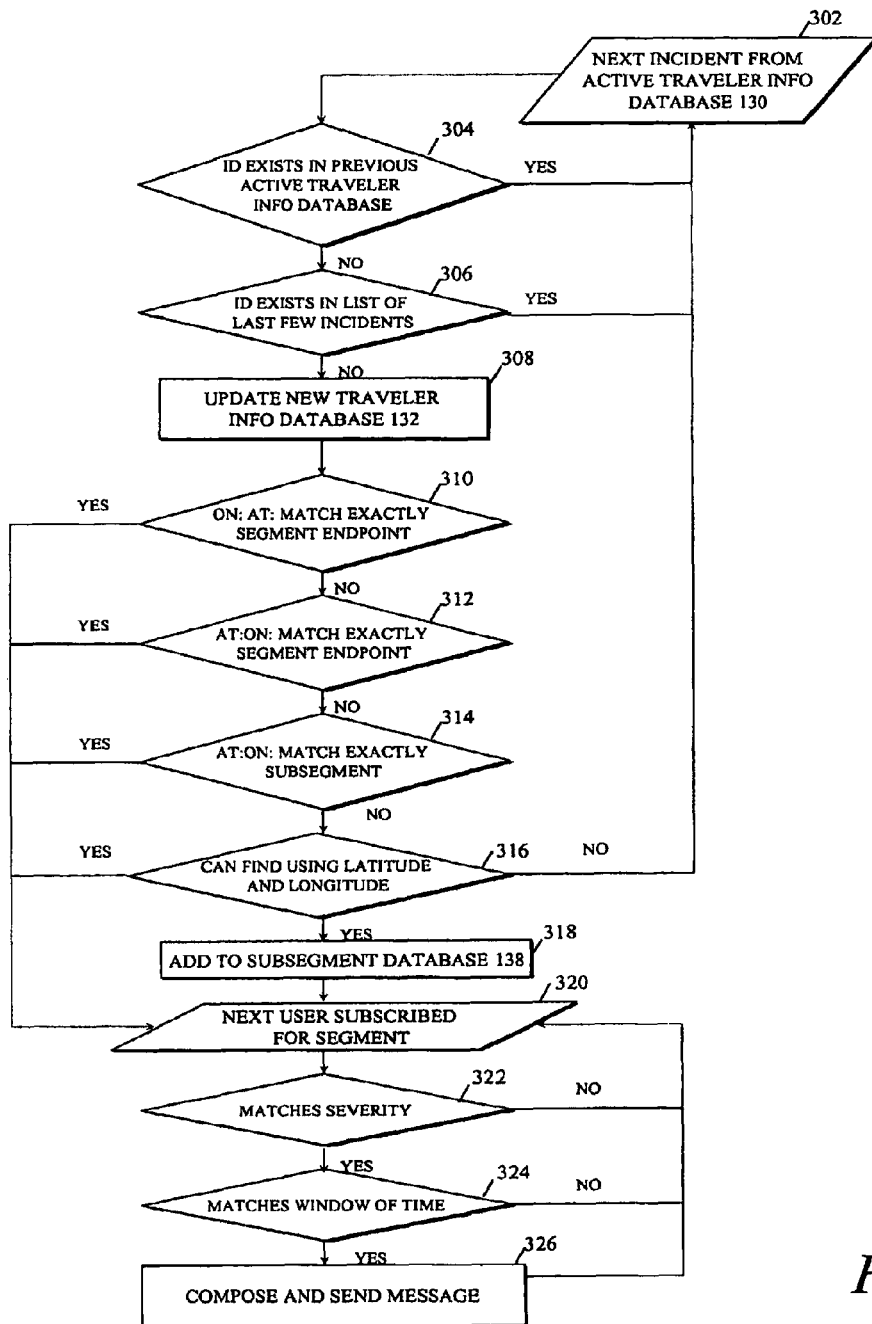 302
NEXT INCIDENT FROM
ACTIVE TRAVELER INFO
DATABASE 130
304
ID EXISTS IN PREVIOUS
ACTIVE TRAVELER
INFO DATABASE
YES
NO
306
ID EXISTS IN LIST OF
LAST FEW INCIDENTS
YES
NO
308
UPDATE NEW TRAVELER
INFO DATABASE 132
310
YES
ON: AT: MATCH EXACTLY
SEGMENT ENDPOINT
NO
312
YES
AT:ON: MATCH EXACTLY
SEGMENT ENDPOINT
NO
314
YES
AT:ON: MATCH EXACTLY
SUBSEGMENT
NO
316
YES
CAN FIND USING LATITUDE
AND LONGITUDE
NO
YES
318
ADD TO SUBSEGMENT DATABASE 138
320
NEXT USER SUBSCRIBED
FOR SEGMENT
322
MATCHES SEVERITY
NO
YES
324
MATCHES WINDOW OF TIME
NO
YES
326
COMPOSE AND SEND MESSAGE